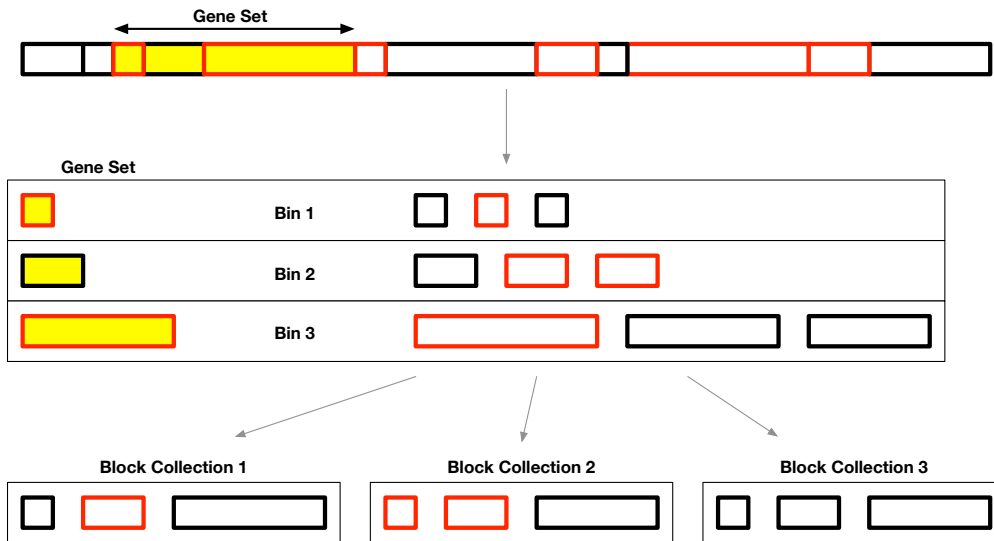 Gene Set
Gene Set
Bin 1
Bin 2
Bin 3
Block Collection 1
Block Collection 2
Block Collection 3